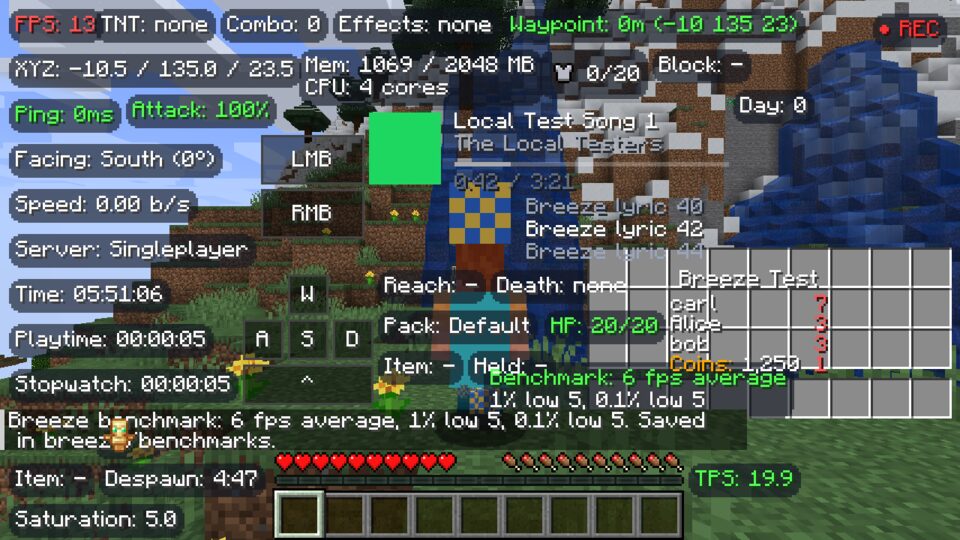 FPS: 13 TNT: none Combo: 0 Effects: none Waypoint: 0m (-10 135 23) REC
XYZ: -10.5 / 135.0 / 23.5
Mem: 1069 / 2048 MB
CPU: 4 cores
0/20
Block: -
Ping: 0ms
Attack: 100%
Day: 0
Local Test Song 1
The Local Testers
0:42 / 3:21
Facing: South (0°)
LMB
Speed: 0.00 b/s
RMB
Breeze lyric 40
Breeze lyric 42
Breeze lyric 44
Server: Singleplayer
Reach: - Death: none
Breeze Test
carl 7
Alice 3
bob 3
Coins: 1,250 1
Time: 05:51:06
W
Pack: Default HP: 20/20
Playtime: 00:00:05
A S D
Item: - Held: -
Stopwatch: 00:00:05
^
Benchmark: 6 fps average
1% low 5, 0.1% low 5
Breeze benchmark: 6 fps average, 1% low 5, 0.1% low 5. Saved
in breeze/benchmarks.
Item: - Despawn: 4:47
TPS: 19.9
Saturation: 5.0